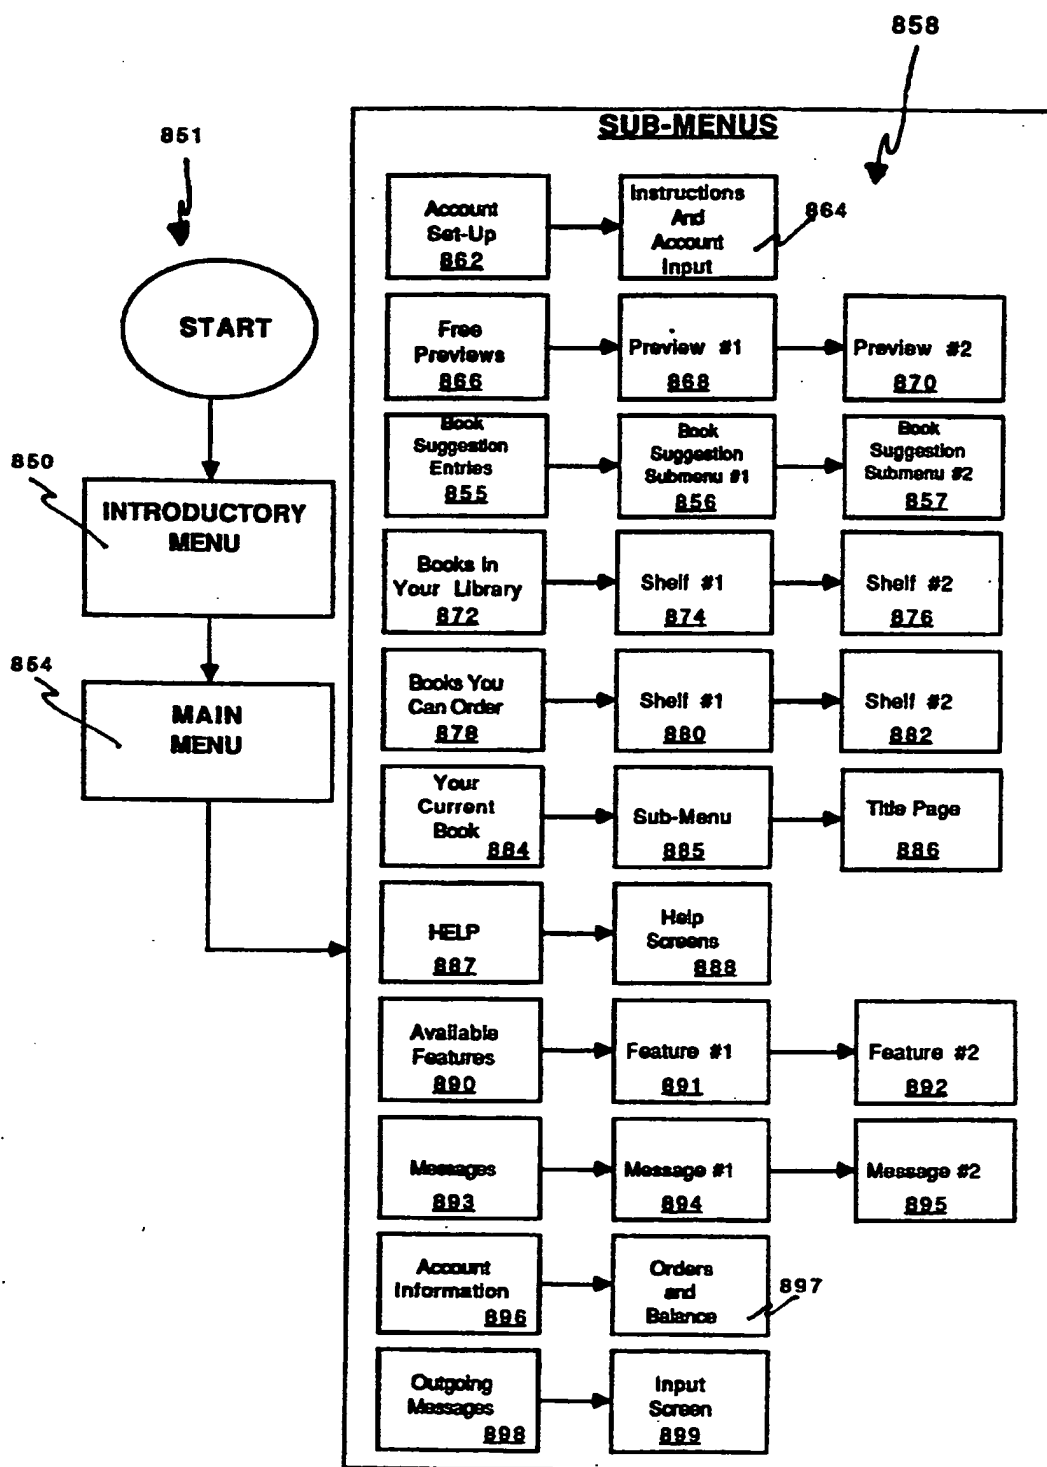 858
851
SUB-MENUS
Account
Set-Up
862
Instructions
And
Account
Input
864
START
Free
Previews
866
Preview #1
868
Preview #2
870
Book
Suggestion
Entries
855
Book
Suggestion
Submenu #1
856
Book
Suggestion
Submenu #2
857
850
INTRODUCTORY
MENU
Books In
Your Library
872
Shelf #1
874
Shelf #2
876
854
MAIN
MENU
Books You
Can Order
878
Shelf #1
880
Shelf #2
882
Your
Current
Book
884
Sub-Menu
885
Title Page
886
HELP
887
Help
Screens
888
Available
Features
890
Feature #1
891
Feature #2
892
Messages
893
Message #1
894
Message #2
895
Account
Information
896
Orders
and
Balance
897
Outgoing
Messages
898
Input
Screen
899